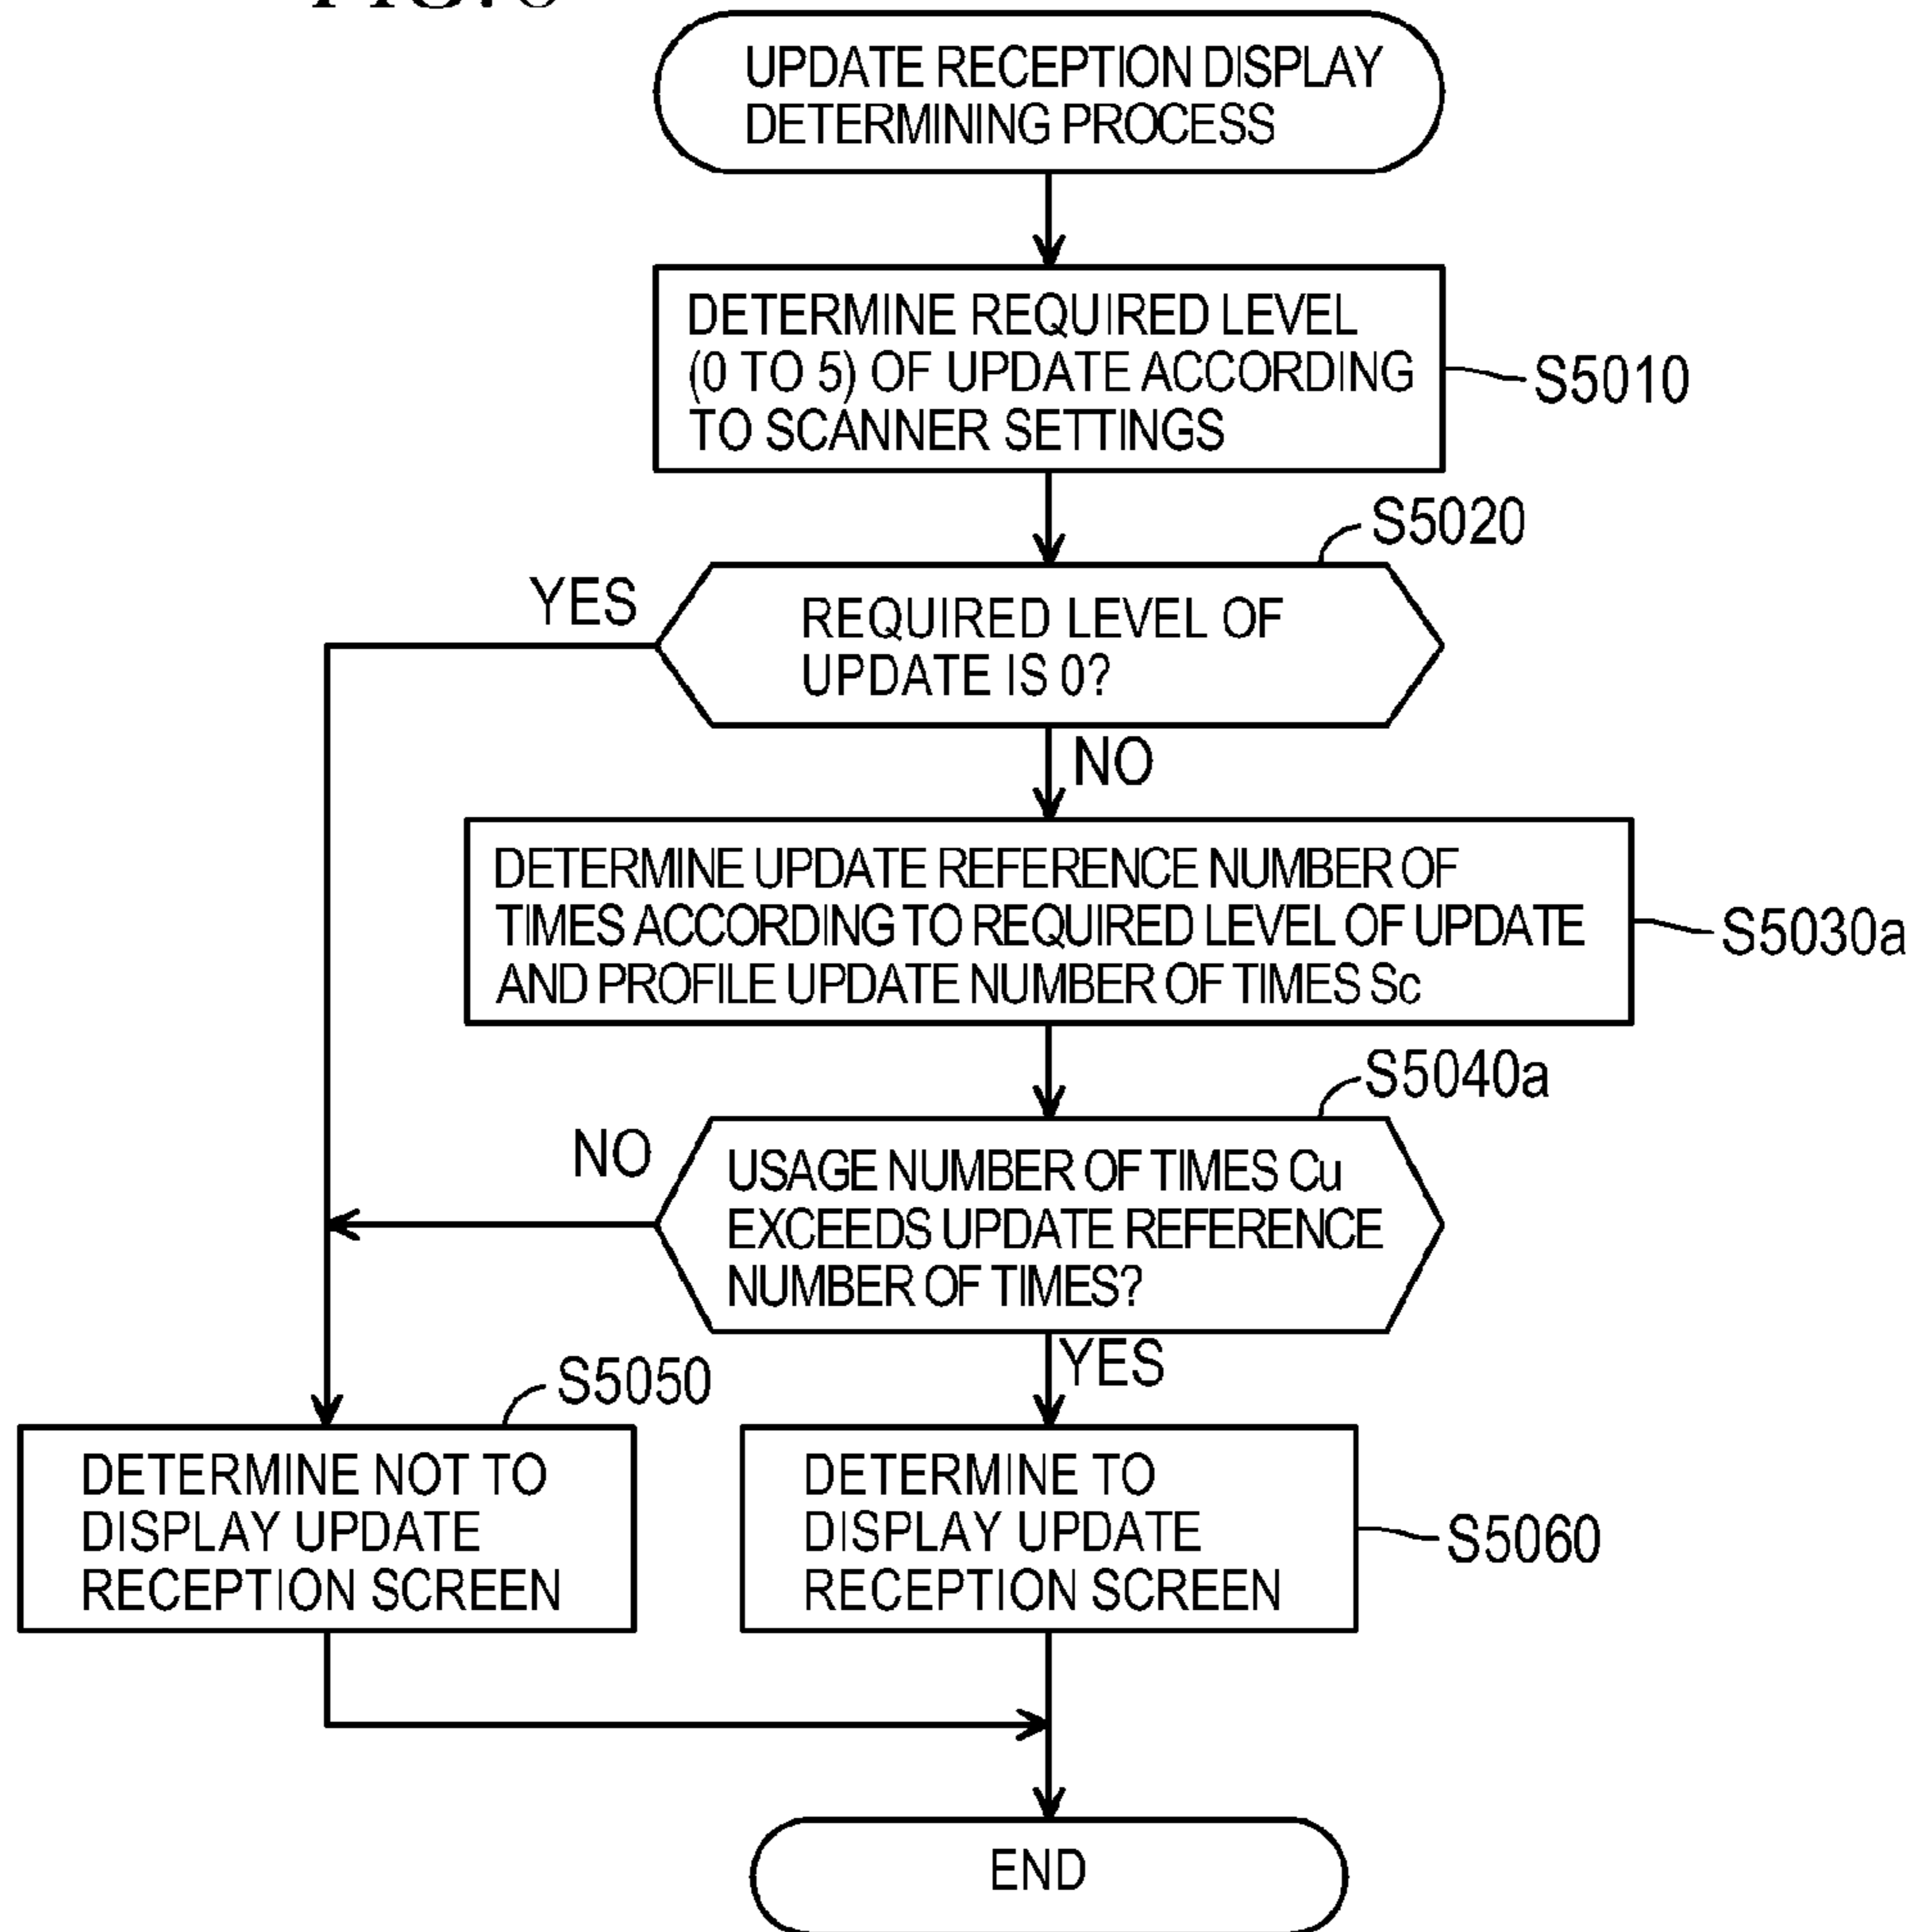 UPDATE RECEPTION DISPLAY
DETERMINING PROCESS
DETERMINE REQUIRED LEVEL
(0 TO 5) OF UPDATE ACCORDING
TO SCANNER SETTINGS
S5010
S5020
YES
REQUIRED LEVEL OF
UPDATE IS 0?
NO
DETERMINE UPDATE REFERENCE NUMBER OF
TIMES ACCORDING TO REQUIRED LEVEL OF UPDATE
AND PROFILE UPDATE NUMBER OF TIMES Sc
S5030a
S5040a
NO
USAGE NUMBER OF TIMES Cu
EXCEEDS UPDATE REFERENCE
NUMBER OF TIMES?
YES
S5050
DETERMINE NOT TO
DISPLAY UPDATE
RECEPTION SCREEN
DETERMINE TO
DISPLAY UPDATE
RECEPTION SCREEN
S5060
END